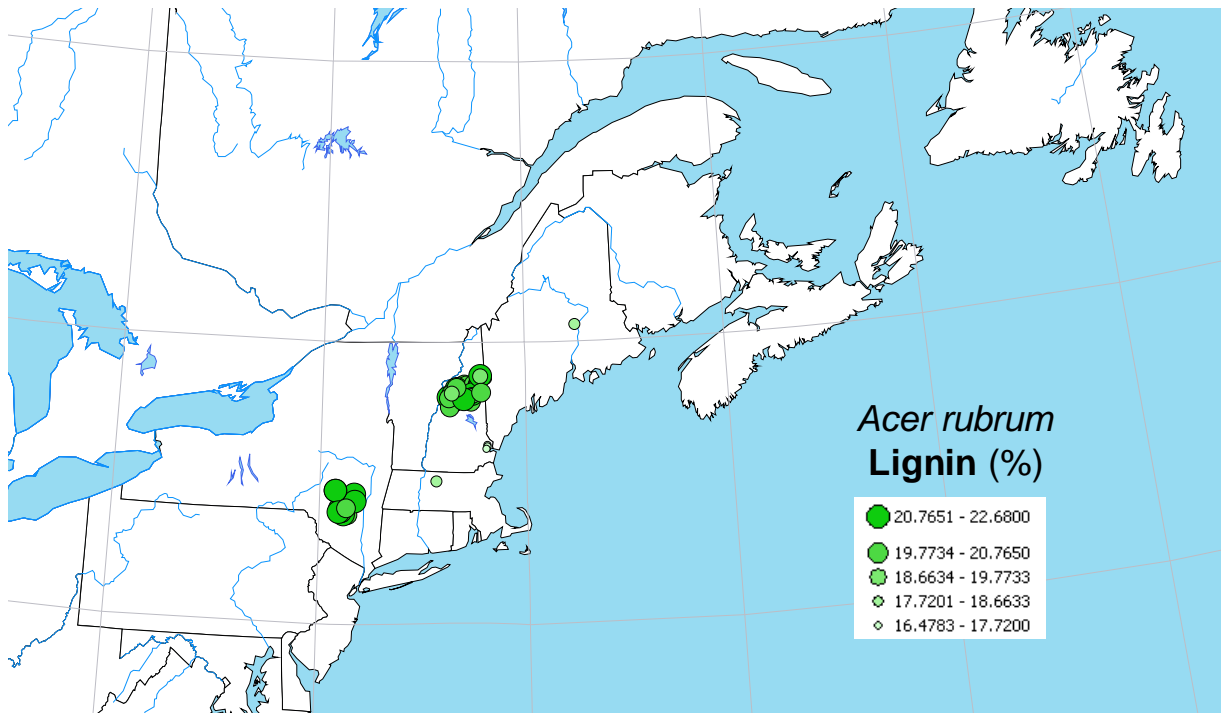 Acer rubrum
Lignin (%)
20.7651 - 22.6800
19.7734 - 20.7650
18.6634 - 19.7733
17.7201 - 18.6633
16.4783 - 17.7200